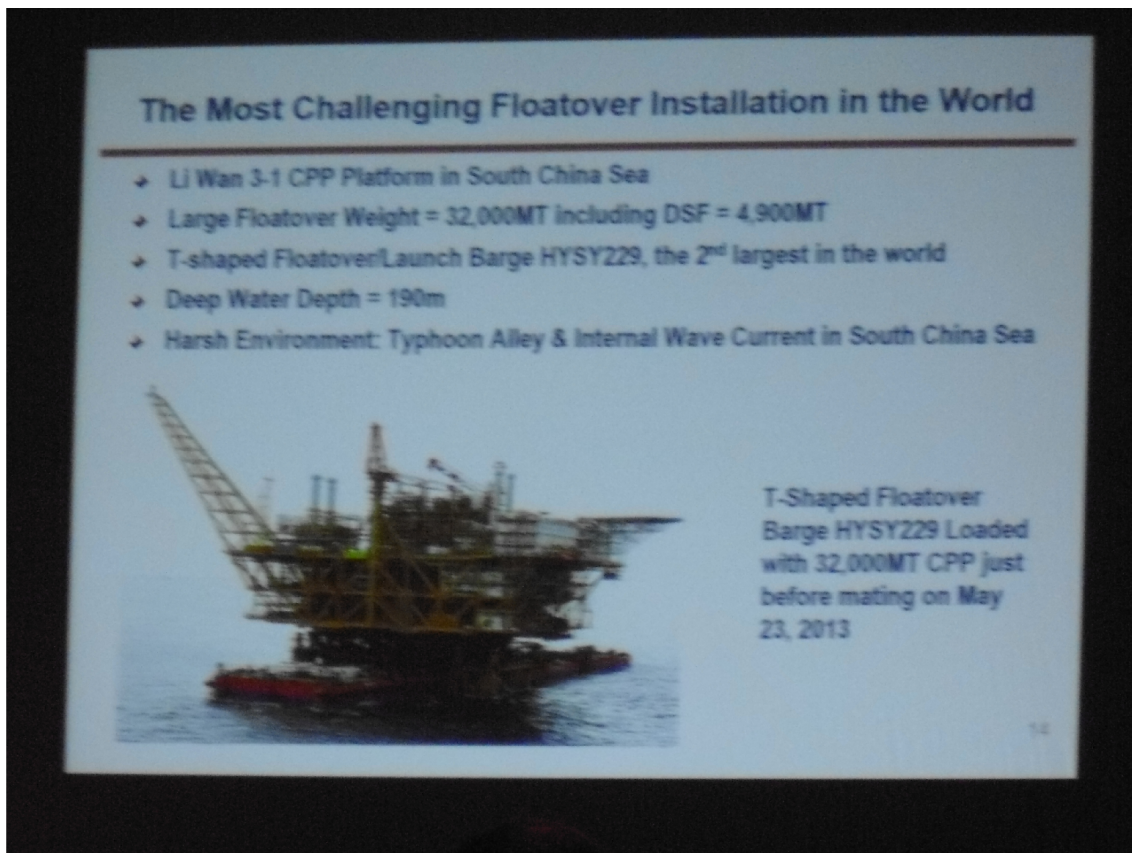 The Most Challenging Floatover Installation in the World
Li Wan 3-1 CPP Platform in South China Sea
Large Floatover Weight = 32,000MT including DSF = 4,900MT
T-shaped Floatover/Launch Barge HYSY229, the 2nd largest in the world
Deep Water Depth = 190m
Harsh Environment: Typhoon Alley & Internal Wave Current in South China Sea
T-Shaped Floatover
Barge HYSY229 Loaded
with 32,000MT CPP just
before mating on May
23, 2013
14